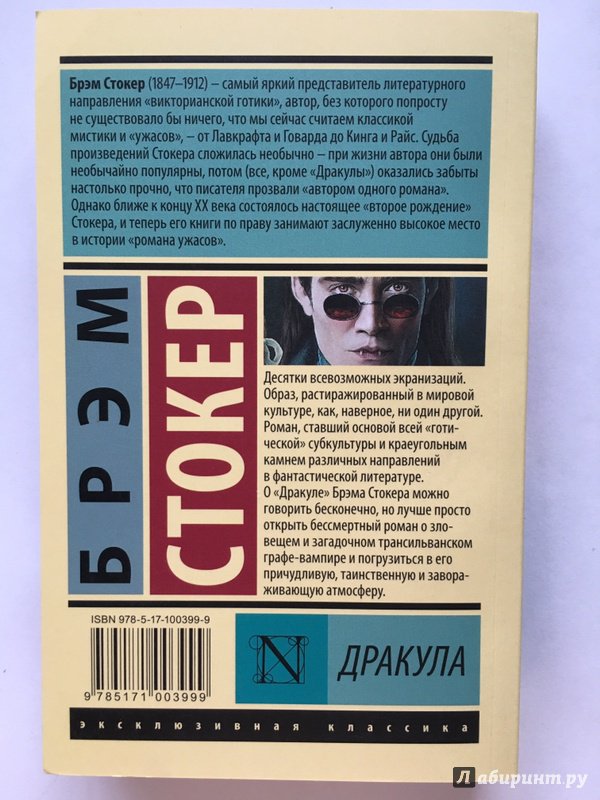 Брэм Стокер (1847–1912) – самый яркий представитель литературного
направления «викторианской готики», автор, без которого попросту
не существовало бы ничего, что мы сейчас считаем классикой
мистики и «ужасов», – от Лавкрафта и Говарда до Кинга и Райс. Судьба
произведений Стокера сложилась необычно – при жизни автора они были
необычайно популярны, потом (все, кроме «Дракулы») оказались забыты
настолько прочно, что писателя прозвали «автором одного романа».
Однако ближе к концу XX века состоялось настоящее «второе рождение»
Стокера, и теперь его книги по праву занимают заслуженно высокое место
в истории «романа ужасов».
БРЭМ
СТОКЕР
Десятки всевозможных экранизаций.
Образ, растиражированный в мировой
культуре, как, наверное, ни один другой.
Роман, ставший основой всей «готи-
ческой» субкультуры и краеугольным
камнем различных направлений
в фантастической литературе.
О «Дракуле» Брэма Стокера можно
говорить бесконечно, но лучше просто
открыть бессмертный роман о зло-
вещем и загадочном трансильванском
графе-вампире и погрузиться в его
причудливую, таинственную и завора-
живающую атмосферу.
ISBN 978-5-17-100399-9
9 785171 003999
N
ДРАКУЛА
эксклюзивная классика
Лабиринт.ру